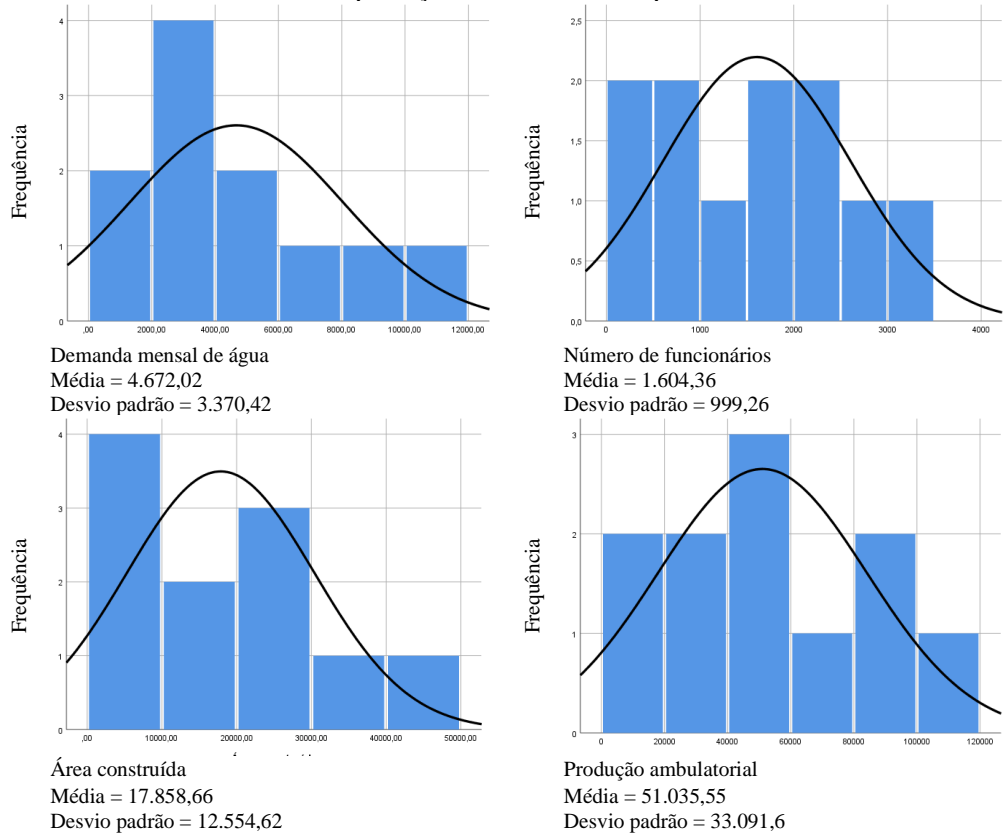 4
3
2
1
0
Frequência
,00
2000,00
4000,00
6000,00
8000,00
10000,00
12000,00
Demanda mensal de água
Média = 4.672,02
Desvio padrão = 3.370,42
2,5
2,0
1,5
1,0
0,5
0,0
Frequência
0
1000
2000
3000
4000
Número de funcionários
Média = 1.604,36
Desvio padrão = 999,26
4
3
2
1
0
Frequência
,00
10000,00
20000,00
30000,00
40000,00
50000,00
Área construída
Média = 17.858,66
Desvio padrão = 12.554,62
3
2
1
0
Frequência
0
20000
40000
60000
80000
100000
120000
Produção ambulatorial
Média = 51.035,55
Desvio padrão = 33.091,6